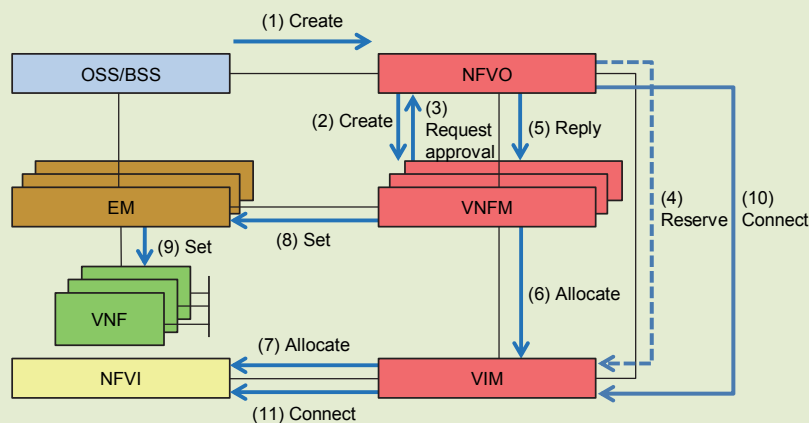 (1) Create
OSS/BSS
NFVO
(2) Create
(3)
Request
approval
(5) Reply
(4)
Reserve
(10)
Connect
EM
VNFM
(8) Set
(9) Set
(6) Allocate
VNF
(7) Allocate
NFVI
VIM
(11) Connect